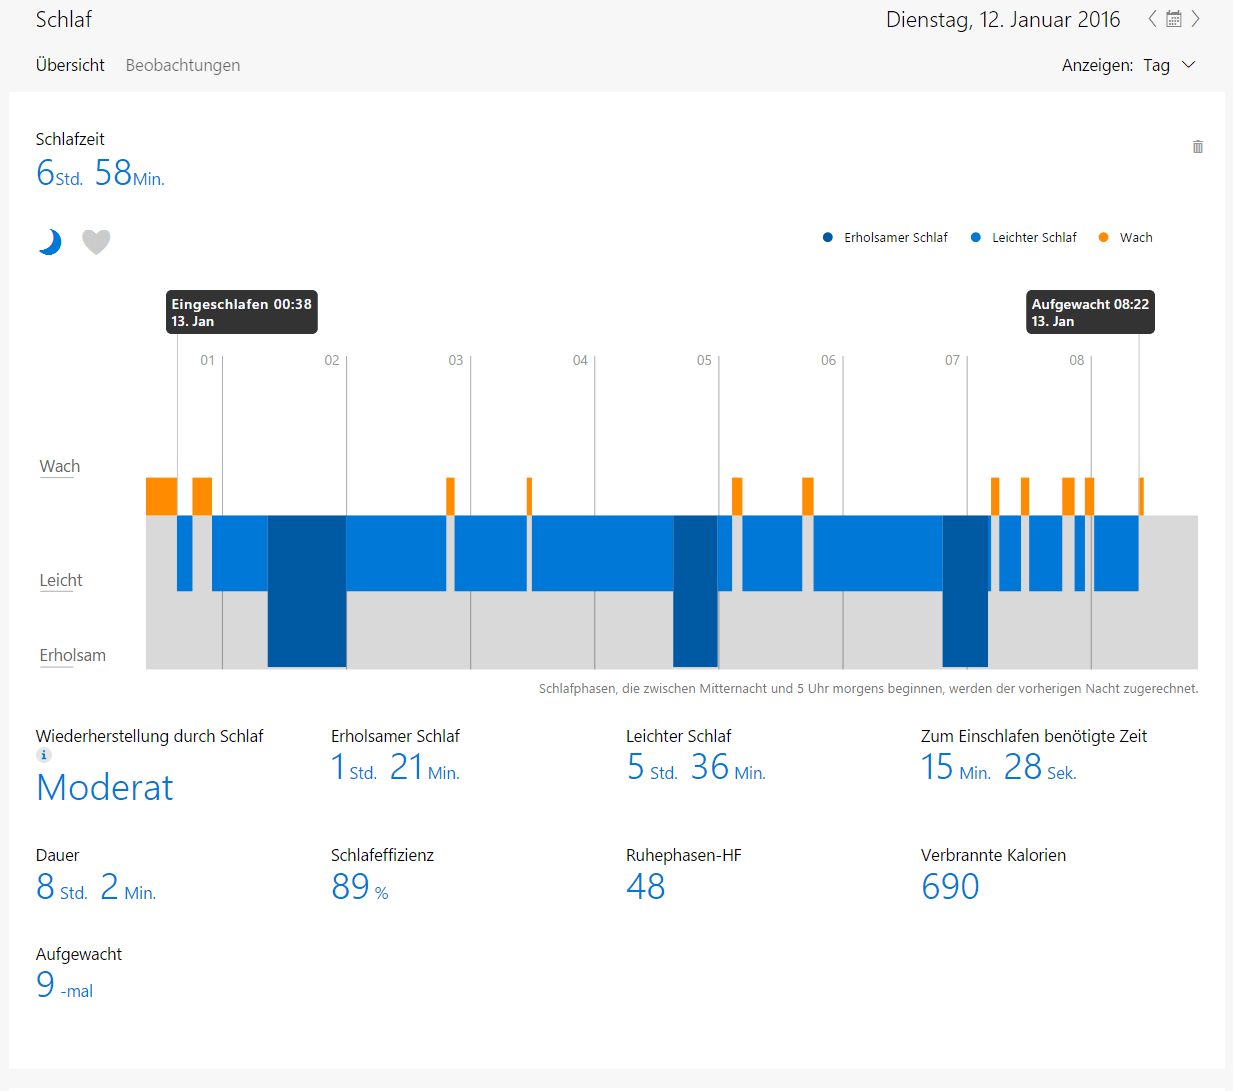 Schlaf
Dienstag, 12. Januar 2016
Übersicht Beobachtungen
Anzeigen: Tag
Schlafzeit
6Std. 58Min.
Erholsamer Schlaf Leichter Schlaf Wach
Eingeschlafen 00:38
13. Jan
Aufgewacht 08:22
13. Jan
01 02 03 04 05 06 07 08
Wach
Leicht
Erholsam
Schlafphasen, die zwischen Mitternacht und 5 Uhr morgens beginnen, werden der vorherigen Nacht zugerechnet.
Wiederherstellung durch Schlaf
i
Moderat
Erholsamer Schlaf
1 Std. 21 Min.
Leichter Schlaf
5 Std. 36 Min.
Zum Einschlafen benötigte Zeit
15 Min. 28 Sek.
Dauer
8 Std. 2 Min.
Schlafeffizienz
89 %
Ruhephasen-HF
48
Verbrannte Kalorien
690
Aufgewacht
9 -mal